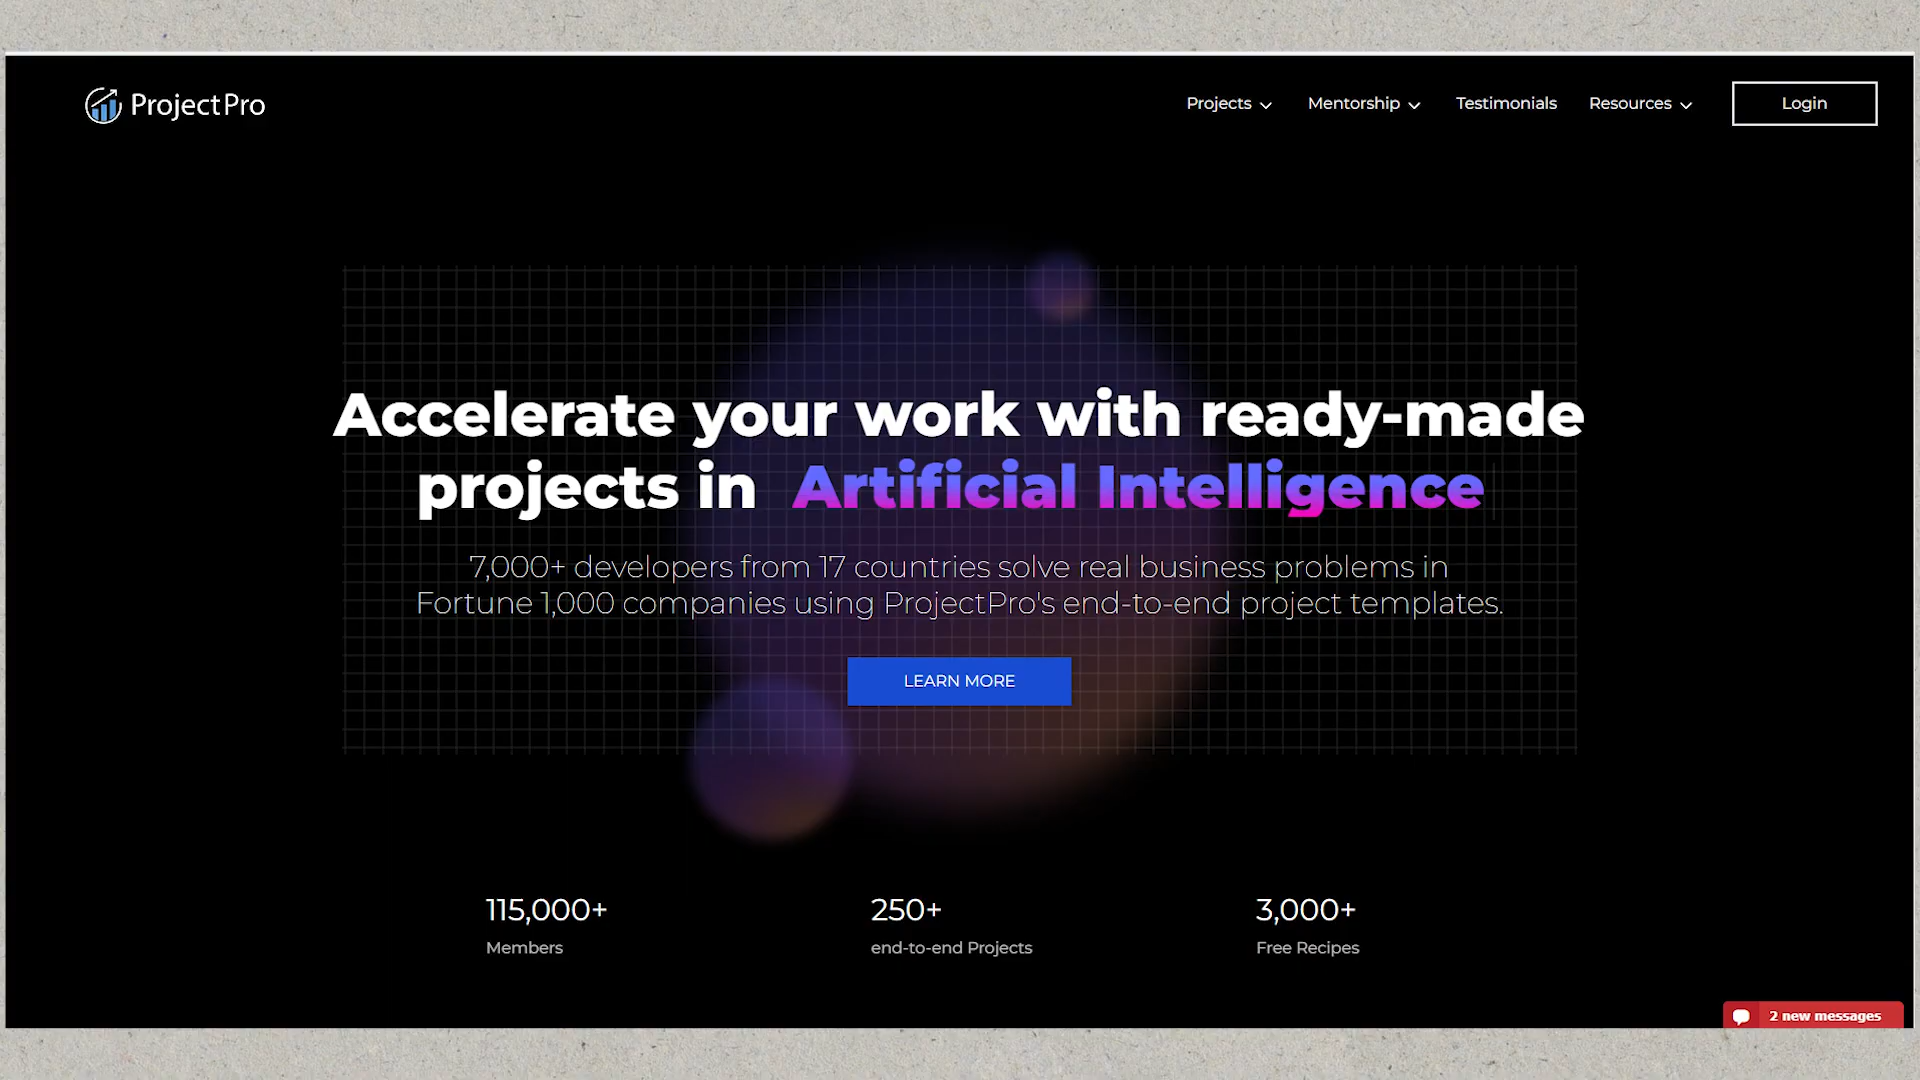 ProjectPro
Projects
Mentorship
Testimonials
Resources
Login
Accelerate your work with ready-made
projects in Artificial Intelligence
7,000+ developers from 17 countries solve real business problems in
Fortune 1,000 companies using ProjectPro's end-to-end project templates.
LEARN MORE
115,000+
Members
250+
end-to-end Projects
3,000+
Free Recipes
2 new messages